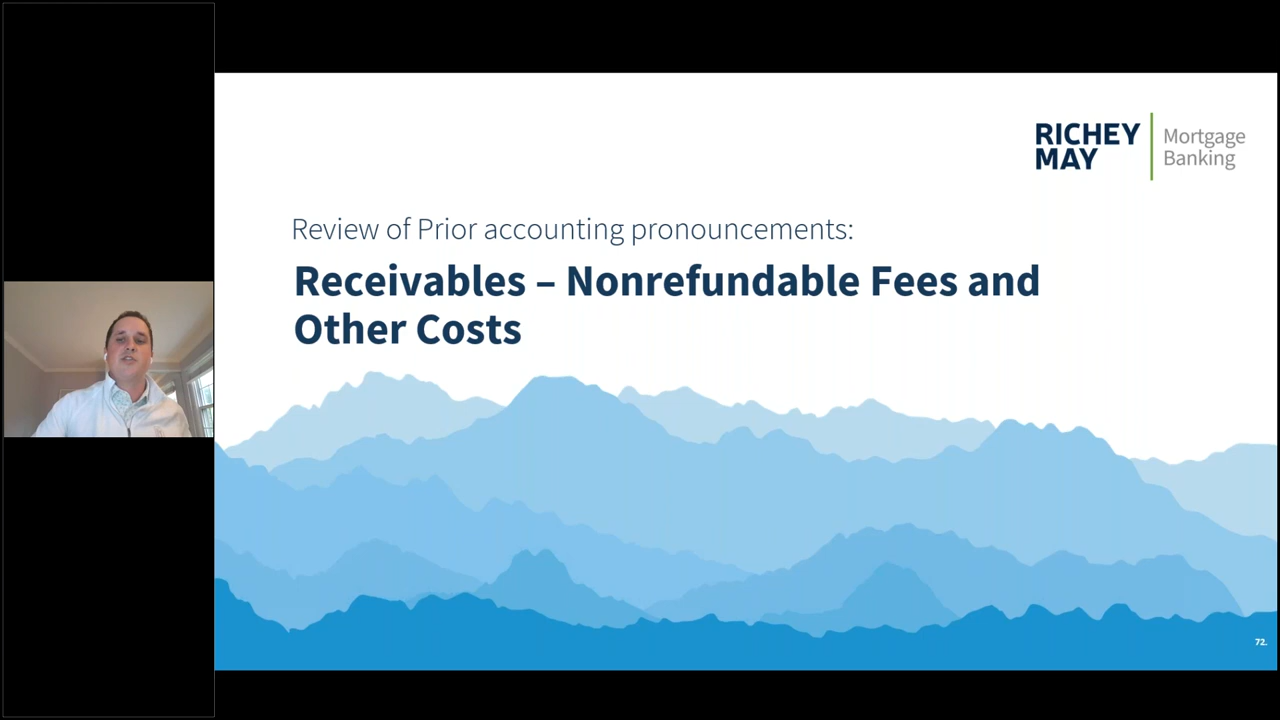 RICHEY
MAY
Mortgage
Banking
Review of Prior accounting pronouncements:
Receivables – Nonrefundable Fees and
Other Costs
72.